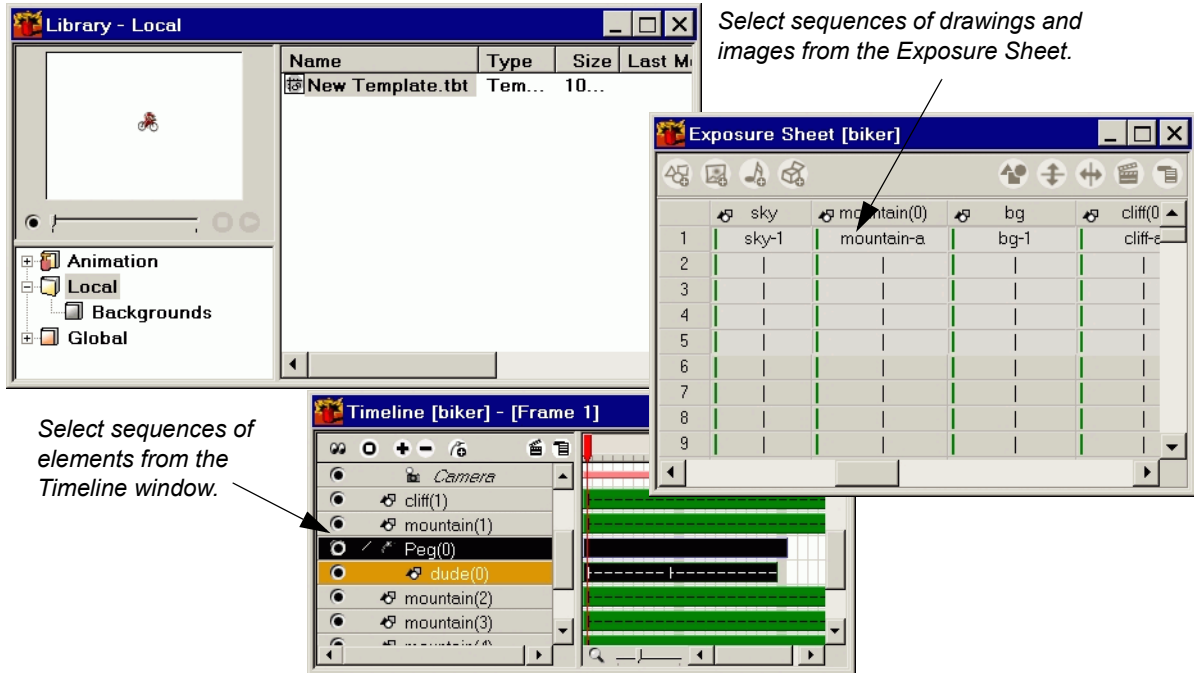 Library - Local
Name Type Size Last M
New Template.tbt Tem... 10...
Animation
Local
Backgrounds
Global
Select sequences of drawings and
images from the Exposure Sheet.
Exposure Sheet [biker]
sky mountain(0) bg cliff(0
1 sky-1 mountain-a bg-1 cliff-a
2
3
4
5
6
7
8
9
Select sequences of
elements from the
Timeline window.
Timeline [biker] - [Frame 1]
Camera
cliff(1)
mountain(1)
Peg(0)
dude(0)
mountain(2)
mountain(3)
mountain(4)